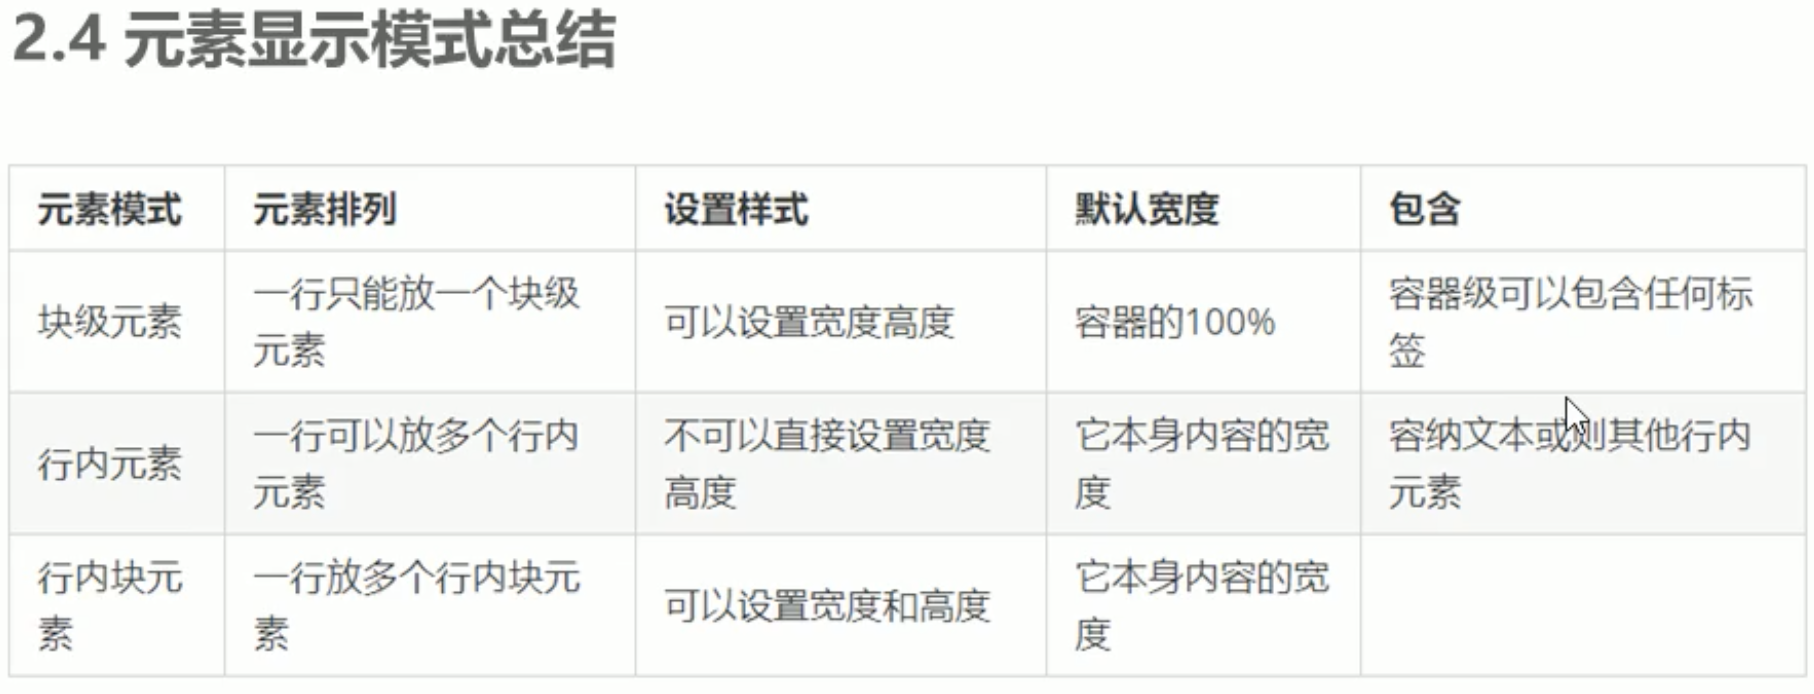 2.4 元素显示模式总结
元素模式 元素排列 设置样式 默认宽度 包含
块级元素
一行只能放一个块级
元素
可以设置宽度高度
容器的100%
容器级可以包含任何标
签
行内元素
一行可以放多个行内
元素
不可以直接设置宽度
高度
它本身内容的宽
度
容纳文本或则其他行内
元素
行内块元
素
一行放多个行内块元
素
可以设置宽度和高度
它本身内容的宽
度